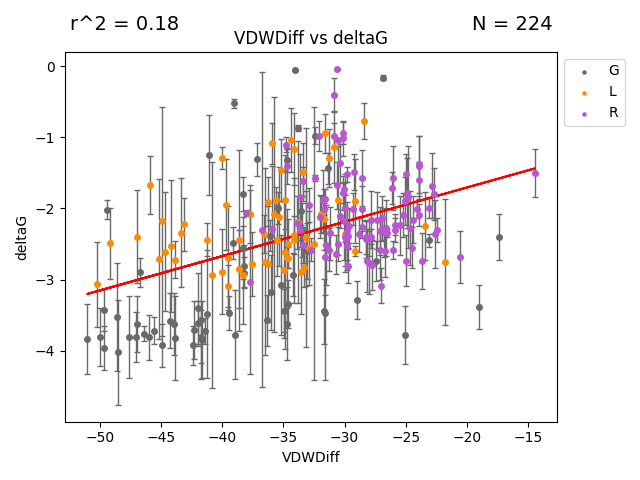 r^2 = 0.18
N = 224
VDWDiff vs deltaG
G
L
R
deltaG
0
−1
−2
−3
−4
−50
−45
−40
−35
−30
−25
−20
−15
VDWDiff